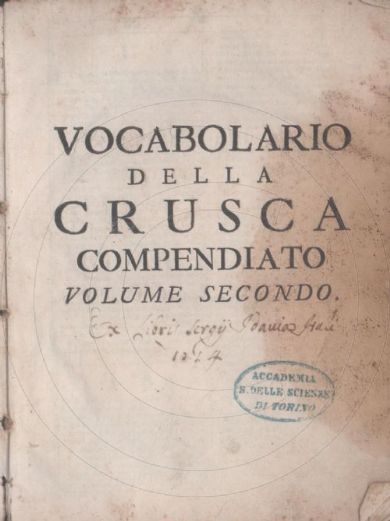 VOCABOLARIO
DELLA
CRUSCA
COMPENDIATO
VOLUME SECONDO.
Ex Libris
ACCADEMIA
R. DELLE SCIENZE
DI TORINO